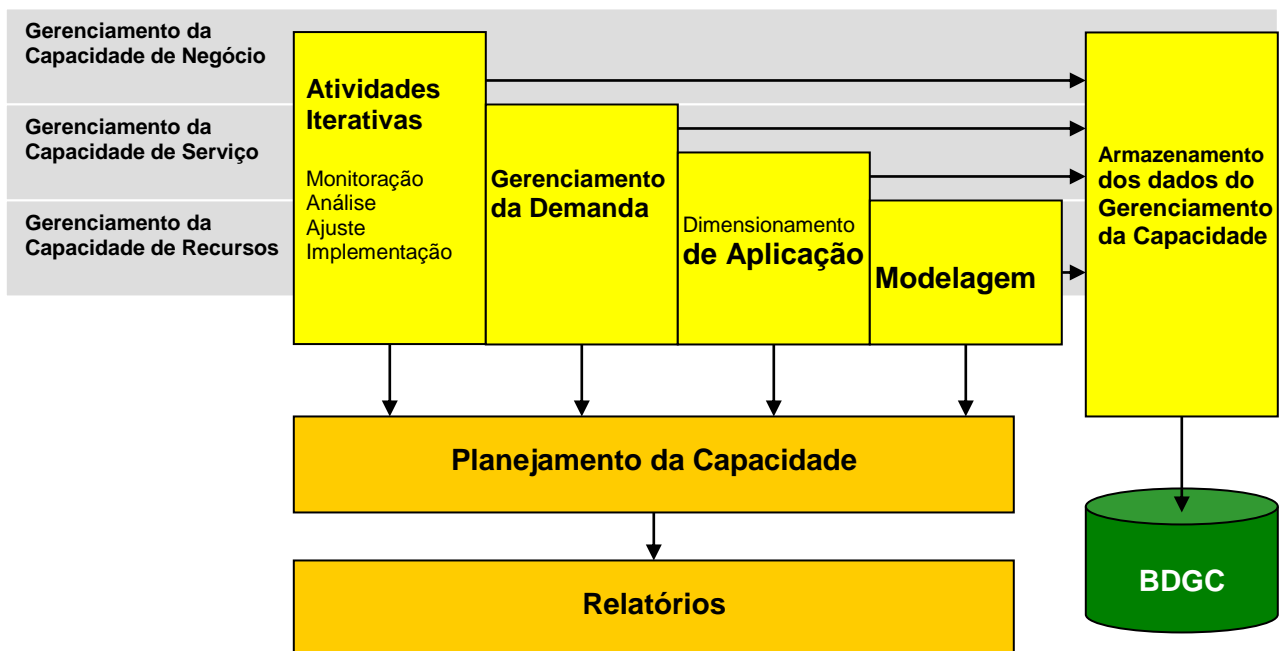 Gerenciamento da
Capacidade de Negócio
Gerenciamento da
Capacidade de Serviço
Gerenciamento da
Capacidade de Recursos
Atividades
Iterativas
Monitoração
Análise
Ajuste
Implementação
Gerenciamento
da Demanda
Dimensionamento
de Aplicação
Modelagem
Armazenamento
dos dados do
Gerenciamento
da Capacidade
Planejamento da Capacidade
Relatórios
BDGC